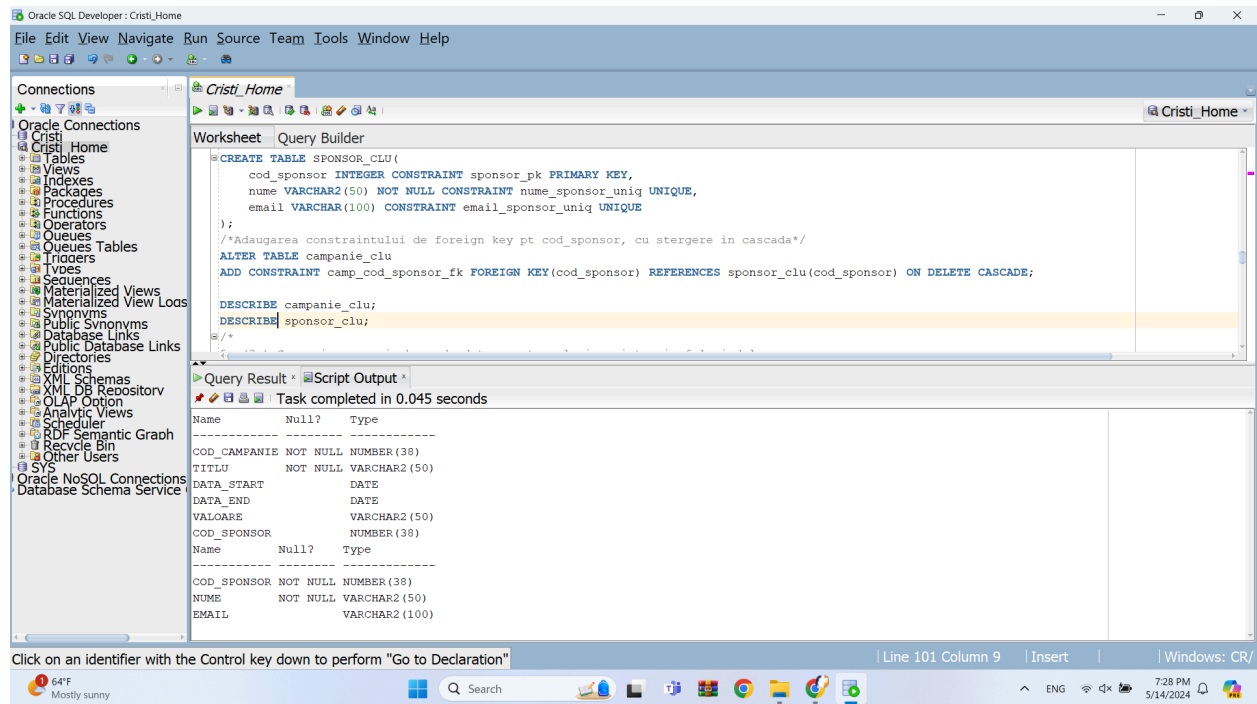 Oracle SQL Developer : Cristi_Home
File Edit View Navigate Run Source Team Tools Window Help
Connections
Oracle Connections
Cristi
Cristi_Home
Tables
Views
Indexes
Packages
Procedures
Functions
Operators
Queues
Queues Tables
Triggers
Types
Sequences
Materialized Views
Materialized View Logs
Synonyms
Public Synonyms
Database Links
Public Database Links
Directories
Editions
XML Schemas
XML DB Repository
OLAP Option
Analytic Views
Scheduler
RDF Semantic Graph
Recycle Bin
Other Users
SYS
Oracle NoSQL Connections
Database Schema Service
Cristi_Home
Cristi_Home
Worksheet Query Builder
CREATE TABLE SPONSOR_CLU(
cod_sponsor INTEGER CONSTRAINT sponsor_pk PRIMARY KEY,
nume VARCHAR2(50) NOT NULL CONSTRAINT nume_sponsor_uniq UNIQUE,
email VARCHAR(100) CONSTRAINT email_sponsor_uniq UNIQUE
);
/*Adaugarea constraintului de foreign key pt cod_sponsor, cu stergere in cascada*/
ALTER TABLE campanie_clu
ADD CONSTRAINT camp_cod_sponsor_fk FOREIGN KEY(cod_sponsor) REFERENCES sponsor_clu(cod_sponsor) ON DELETE CASCADE;
DESCRIBE campanie_clu;
DESCRIBE sponsor_clu;
/*
Query Result Script Output
Task completed in 0.045 seconds
Name Null? Type
------------ -------- ------------
COD_CAMPANIE NOT NULL NUMBER(38)
TITLU NOT NULL VARCHAR2(50)
DATA_START DATE
DATA_END DATE
VALOARE VARCHAR2(50)
COD_SPONSOR NUMBER(38)
Name Null? Type
----------- -------- -------------
COD_SPONSOR NOT NULL NUMBER(38)
NUME NOT NULL VARCHAR2(50)
EMAIL VARCHAR2(100)
Click on an identifier with the Control key down to perform "Go to Declaration"
Line 101 Column 9 Insert Windows: CR/
1
64°F
Mostly sunny
Search
ENG
7:28 PM
5/14/2024